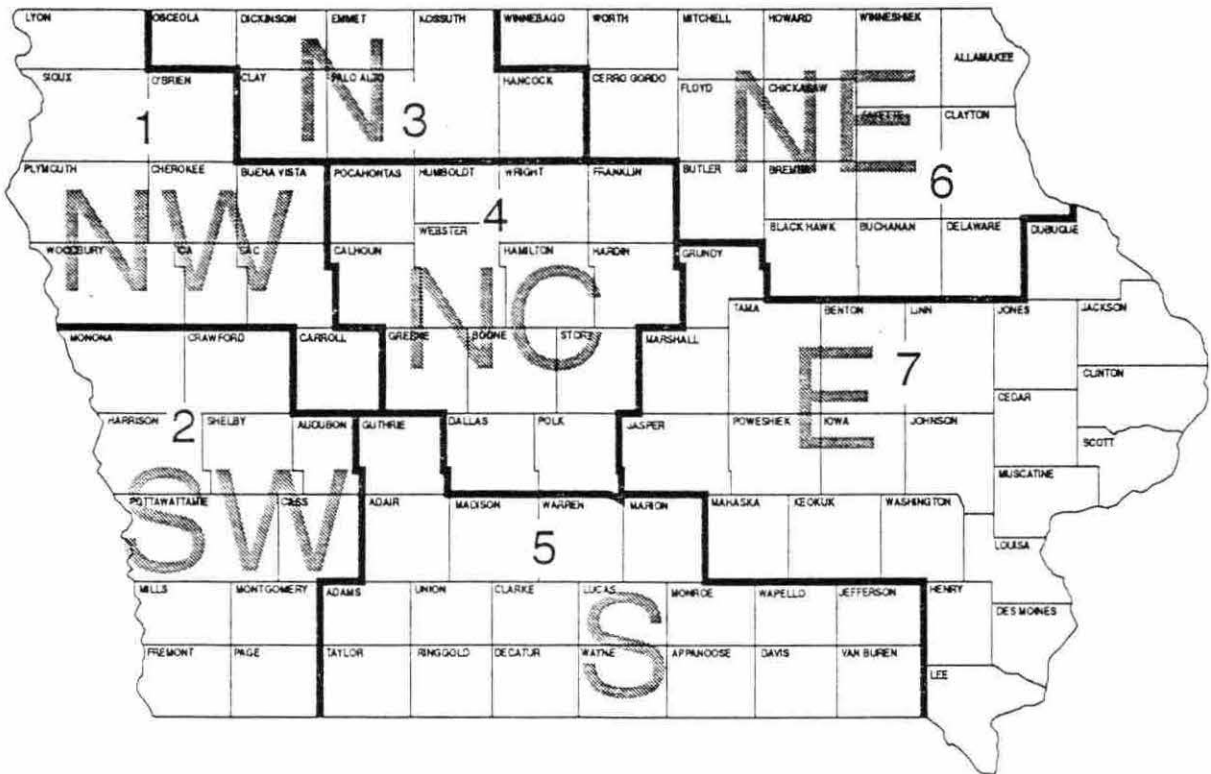 LYON OSCEOLA DICKINSON EMMET KOSSUTH WINNEBAGO WORTH MITCHELL HOWARD WINNESHIEK
ALLAMAKEE
SIOUX O'BRIEN CLAY PALO ALTO HANCOCK CERRO GORDO FLOYD CHICKASAW
N NE
1 3
FAYETTE CLAYTON
PLYMOUTH CHEROKEE BUENA VISTA POCAHONTAS HUMBOLDT WRIGHT FRANKLIN BUTLER BREMER
6
NW
4
WEBSTER BLACK HAWK BUCHANAN DELAWARE DUBUQUE
WOODBURY IDA SAC CALHOUN HAMILTON HARDIN GRUNDY
NC
TAMA BENTON LINN JONES JACKSON
MONONA CRAWFORD CARROLL GREENE BOONE STORY MARSHALL
E 7
CLINTON
CEDAR
HARRISON SHELBY AUDUBON GUTHRIE DALLAS POLK JASPER POWESHIEK IOWA JOHNSON
2
SCOTT
MUSCATINE
POTTAWATTAMIE CASS ADAIR MADISON WARREN MARION MAHASKA KEOKUK WASHINGTON
SW
5
LOUISA
MILLS MONTGOMERY ADAMS UNION CLARKE LUCAS MONROE WAPELLO JEFFERSON HENRY
DES MOINES
S
FREMONT PAGE TAYLOR RINGGOLD DECATUR WAYNE APPANOOSE DAVIS VAN BUREN
LEE